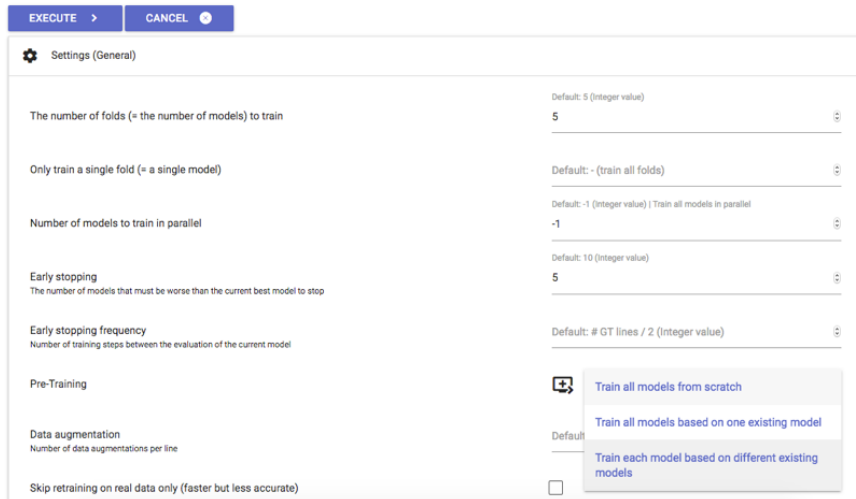 EXECUTE
CANCEL
Settings (General)
Default: 5 (Integer value)
The number of folds (= the number of models) to train
5
Only train a single fold (= a single model)
Default: - (train all folds)
Default: -1 (Integer value) | Train all models in parallel
Number of models to train in parallel
-1
Default: 10 (Integer value)
Early stopping
5
The number of models that must be worse than the current best model to stop
Early stopping frequency
Default: # GT lines / 2 (Integer value)
Number of training steps between the evaluation of the current model
Pre-Training
Train all models from scratch
Train all models based on one existing model
Data augmentation
Default
Number of data augmentations per line
Train each model based on different existing
models
Skip retraining on real data only (faster but less accurate)